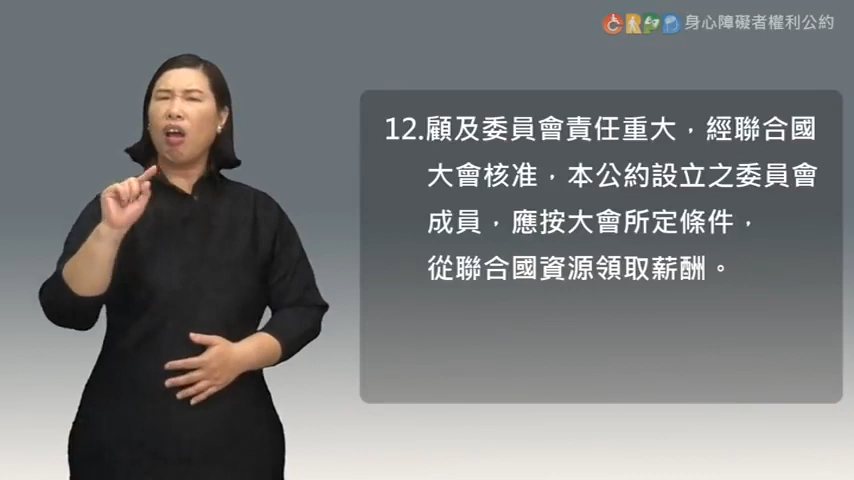 CRPD 身心障礙者權利公約
12.顧及委員會責任重大，經聯合國
大會核准，本公約設立之委員會
成員，應按大會所定條件，
從聯合國資源領取薪酬。